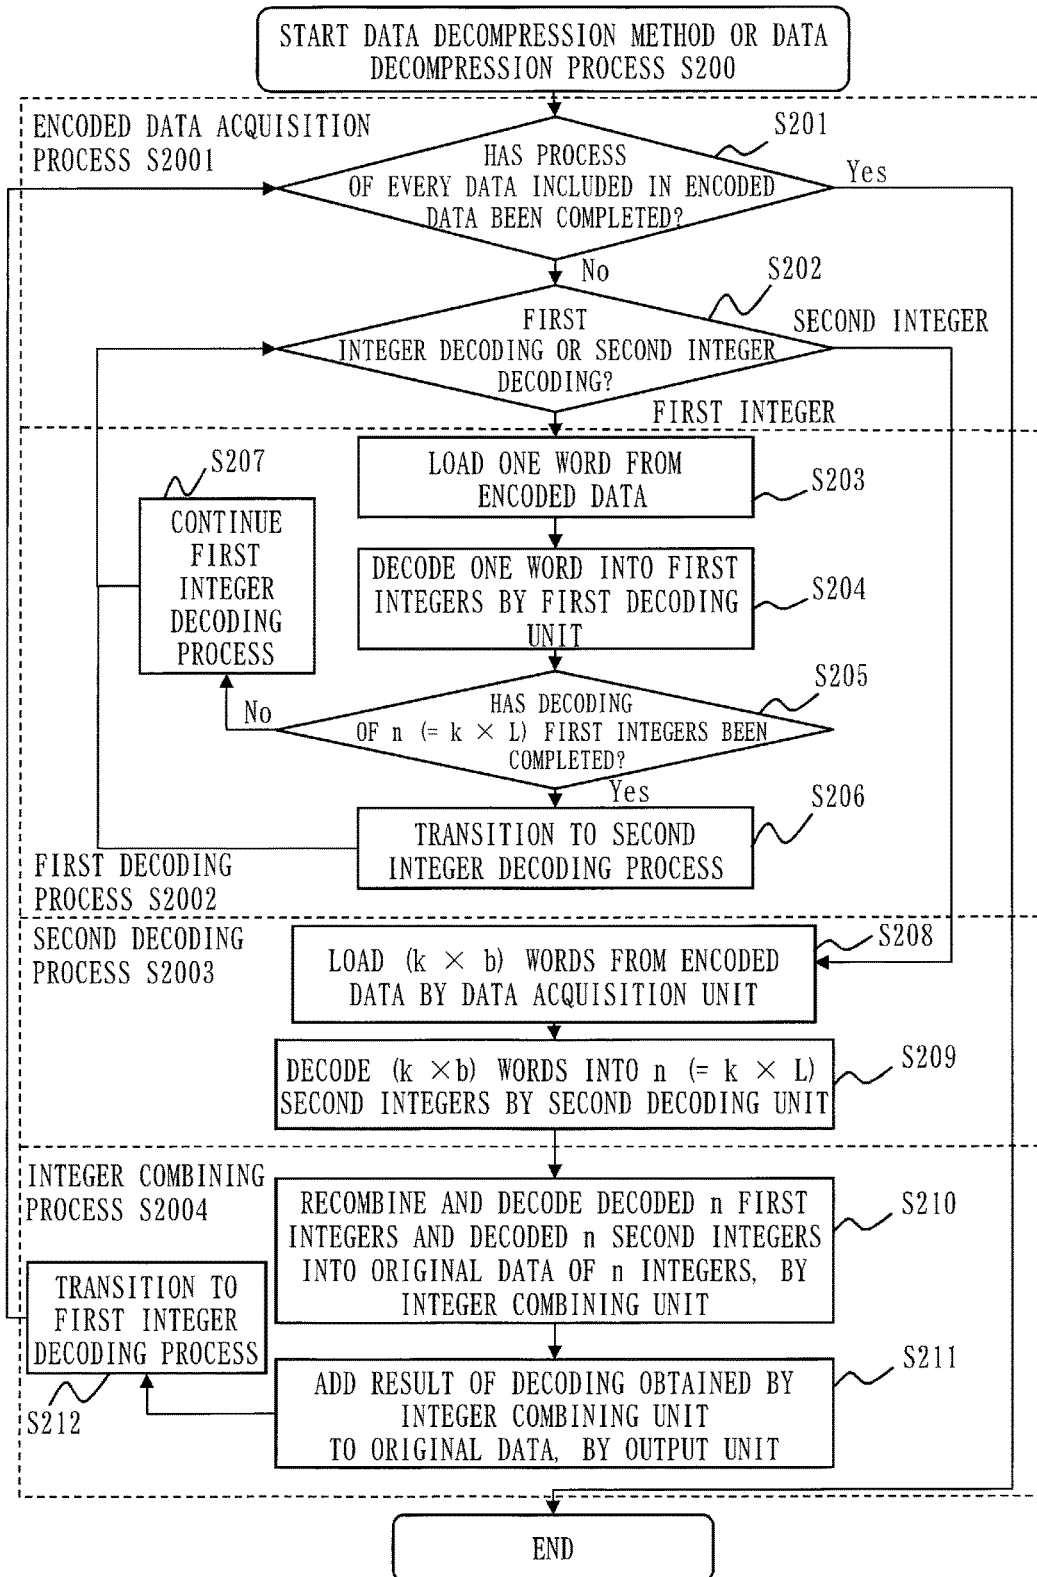 START DATA DECOMPRESSION METHOD OR DATA
DECOMPRESSION PROCESS S200
ENCODED DATA ACQUISITION
PROCESS S2001
S201
HAS PROCESS
OF EVERY DATA INCLUDED IN ENCODED
DATA BEEN COMPLETED?
Yes
No
S202
FIRST
INTEGER DECODING OR SECOND INTEGER
DECODING?
SECOND INTEGER
FIRST INTEGER
S207
CONTINUE
FIRST
INTEGER
DECODING
PROCESS
LOAD ONE WORD FROM
ENCODED DATA
S203
DECODE ONE WORD INTO FIRST
INTEGERS BY FIRST DECODING
UNIT
S204
S205
HAS DECODING
OF n (= k × L) FIRST INTEGERS BEEN
COMPLETED?
No
Yes
S206
TRANSITION TO SECOND
INTEGER DECODING PROCESS
FIRST DECODING
PROCESS S2002
SECOND DECODING
PROCESS S2003
S208
LOAD (k × b) WORDS FROM ENCODED
DATA BY DATA ACQUISITION UNIT
S209
DECODE (k ×b) WORDS INTO n (= k × L)
SECOND INTEGERS BY SECOND DECODING UNIT
INTEGER COMBINING
PROCESS S2004
RECOMBINE AND DECODE DECODED n FIRST
INTEGERS AND DECODED n SECOND INTEGERS
INTO ORIGINAL DATA OF n INTEGERS, BY
INTEGER COMBINING UNIT
S210
TRANSITION TO
FIRST INTEGER
DECODING PROCESS
S212
ADD RESULT OF DECODING OBTAINED BY
INTEGER COMBINING UNIT
TO ORIGINAL DATA, BY OUTPUT UNIT
S211
END